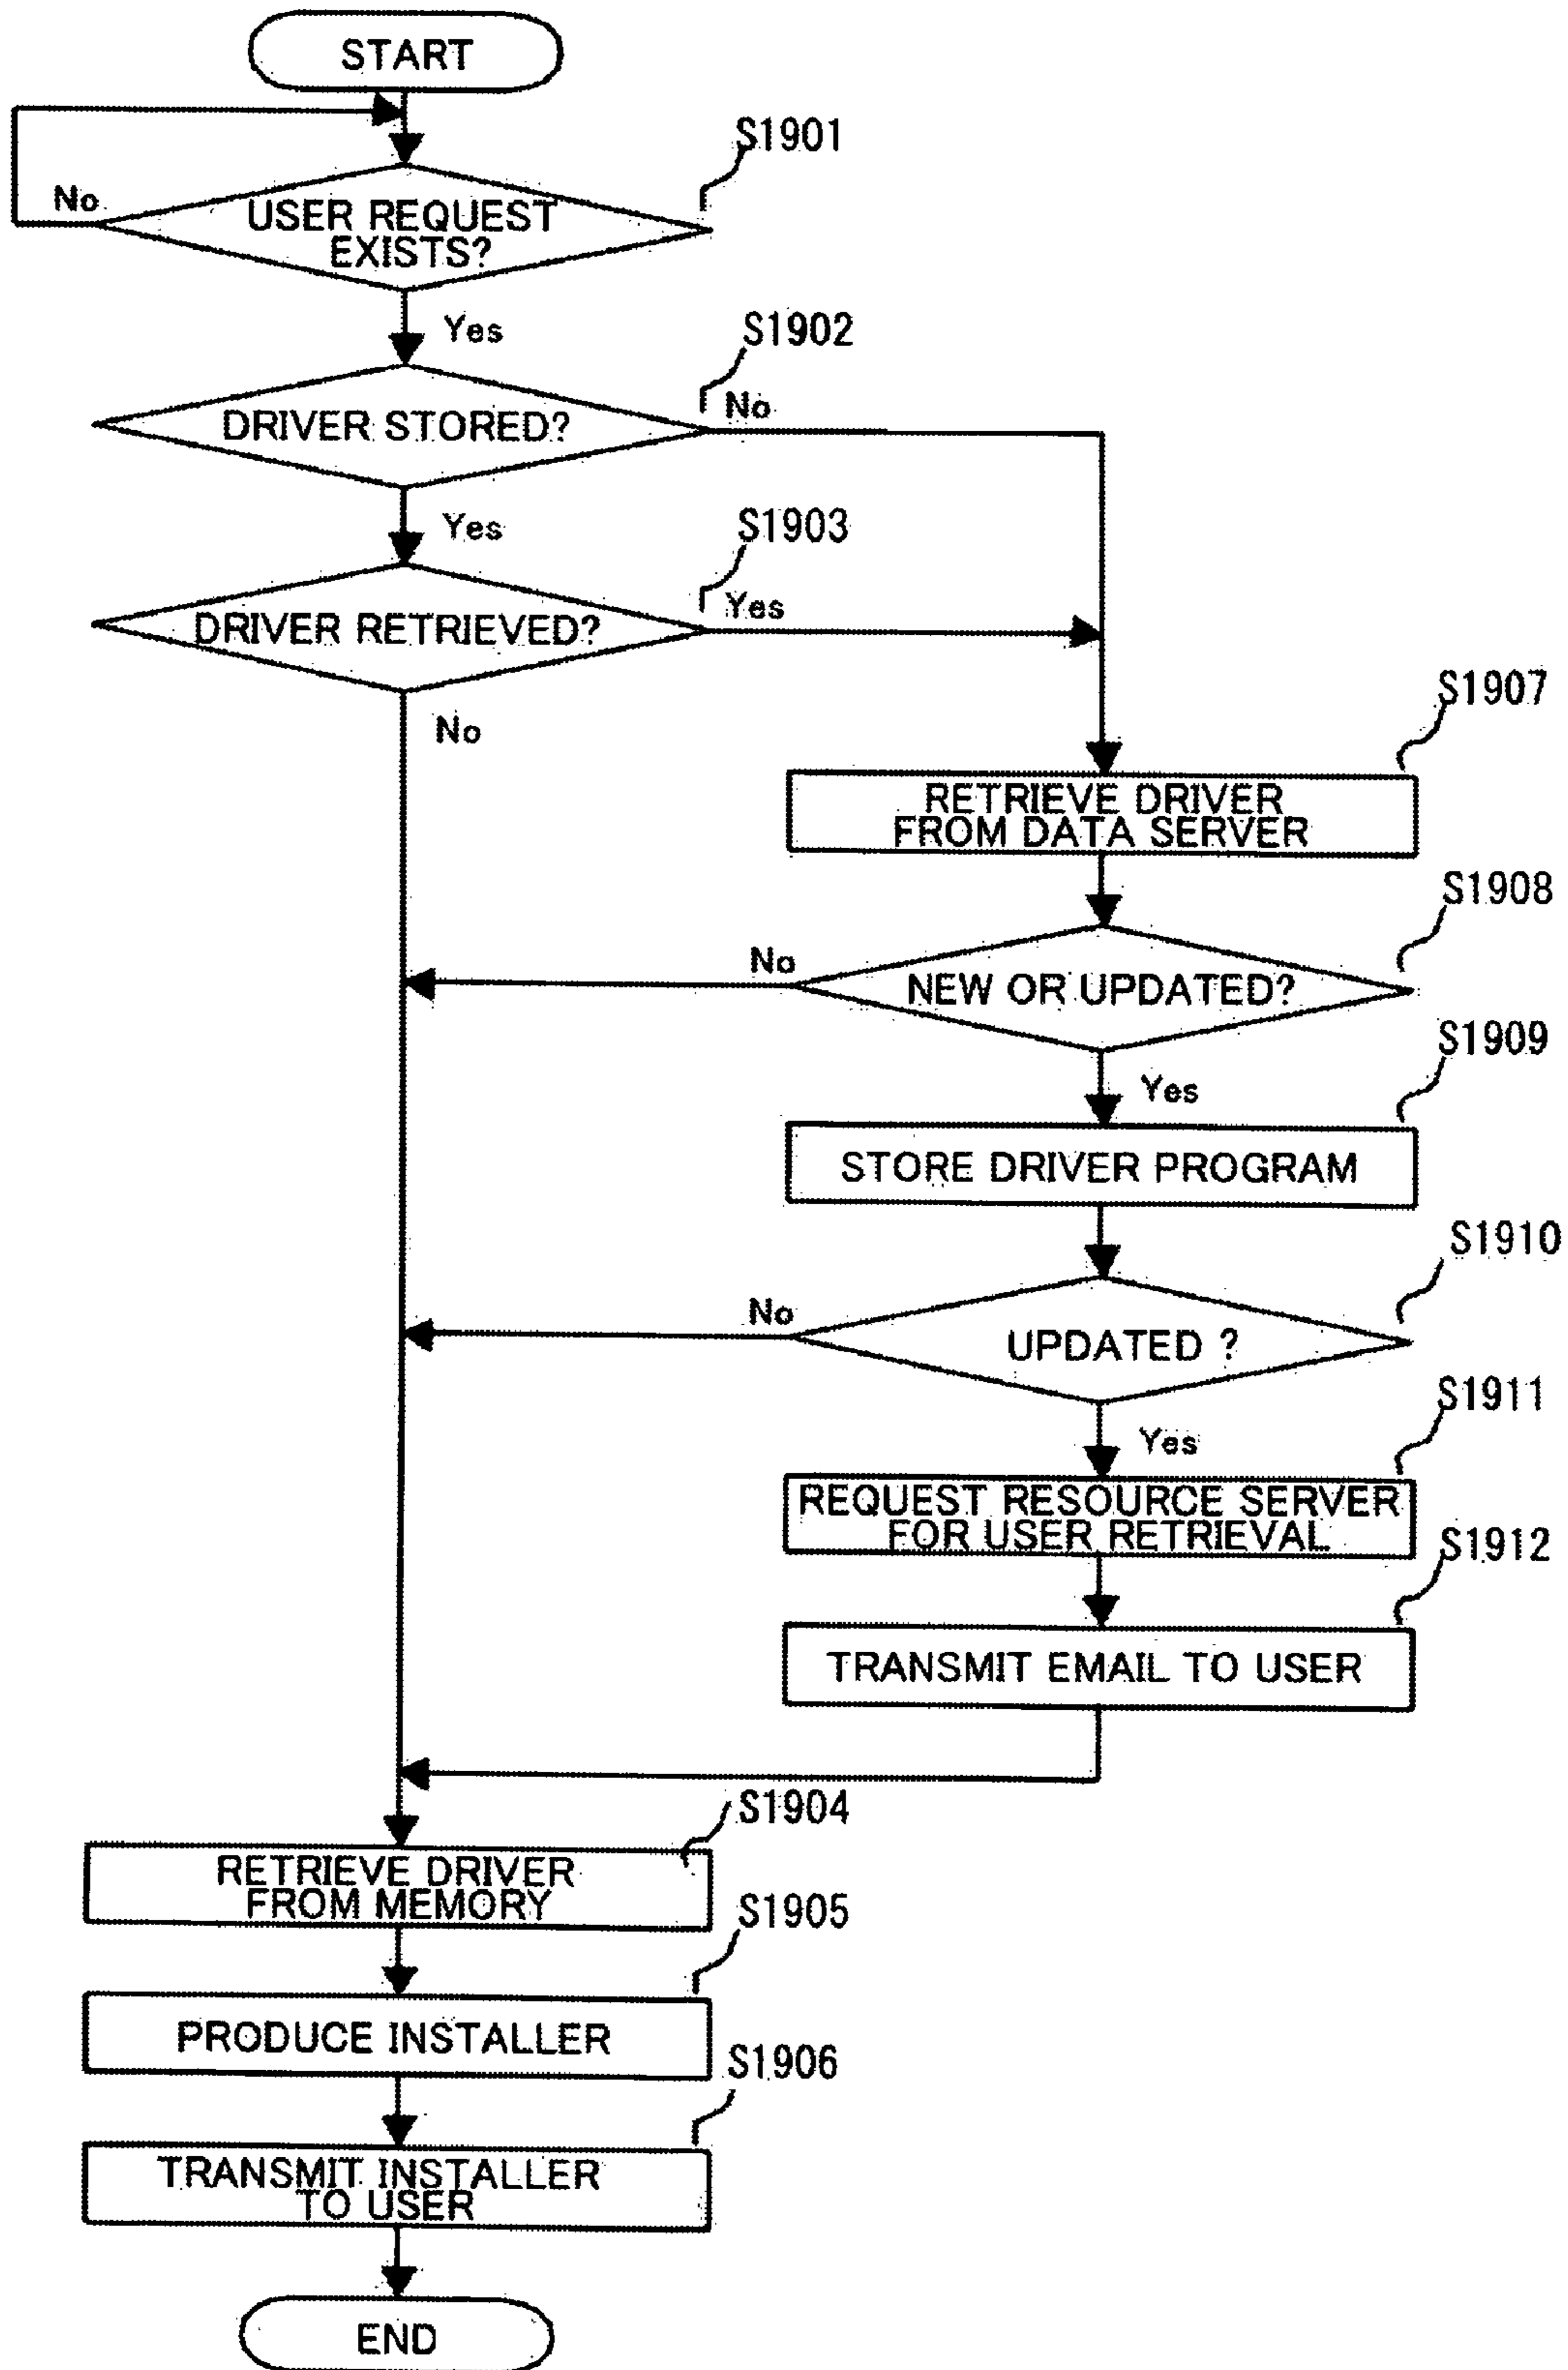 START
S1901
No
USER REQUEST
EXISTS?
Yes
S1902
No
DRIVER STORED?
Yes
S1903
Yes
DRIVER RETRIEVED?
No
S1907
RETRIEVE DRIVER
FROM DATA SERVER
S1908
No
NEW OR UPDATED?
S1909
Yes
STORE DRIVER PROGRAM
S1910
No
UPDATED ?
S1911
Yes
REQUEST RESOURCE SERVER
FOR USER RETRIEVAL
S1912
TRANSMIT EMAIL TO USER
S1904
RETRIEVE DRIVER
FROM MEMORY
S1905
PRODUCE INSTALLER
S1906
TRANSMIT INSTALLER
TO USER
END